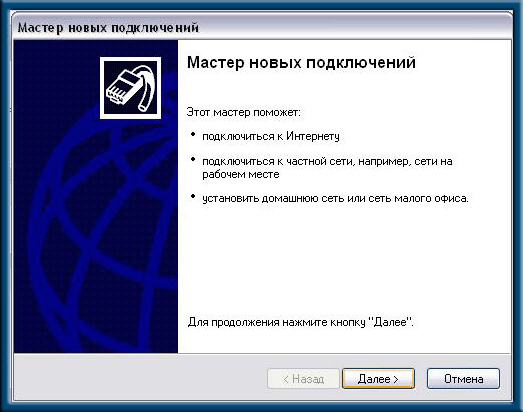 Мастер новых подключений
Мастер новых подключений
Этот мастер поможет:
• подключиться к Интернету
• подключиться к частной сети, например, сети на
рабочем месте
• установить домашнюю сеть или сеть малого офиса.
Для продолжения нажмите кнопку "Далее".
< Назад Далее > Отмена